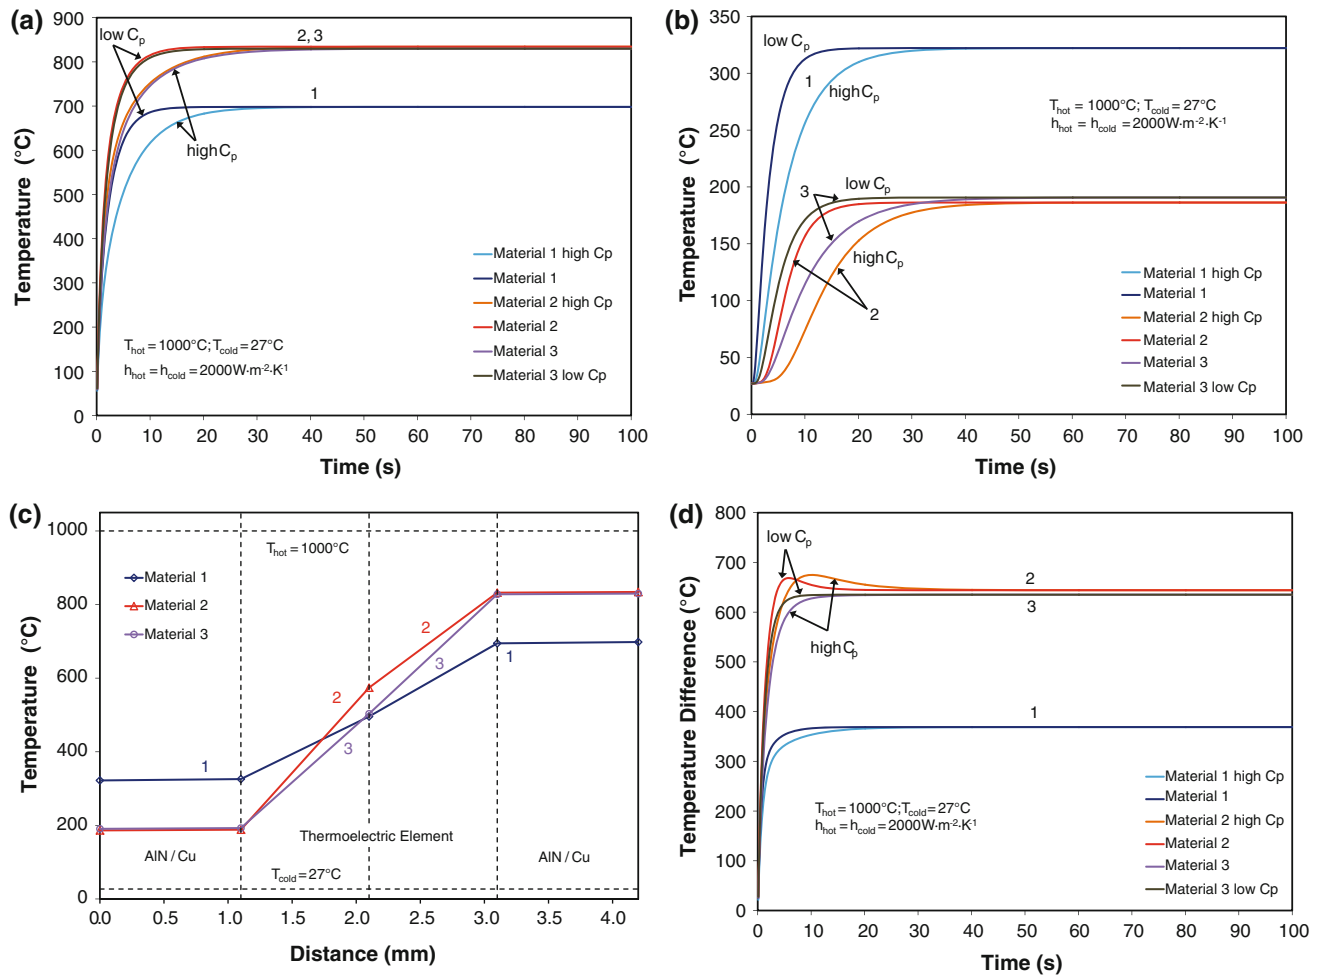 (a)
900
800
700
600
500
400
300
200
100
0
Temperature (°C)
low Cp
2, 3
1
high Cp
Material 1 high Cp
Material 1
Material 2 high Cp
Material 2
Material 3
Material 3 low Cp
Thot = 1000°C; Tcold = 27°C
hhot = hcold = 2000W·m-2·K-1
0 10 20 30 40 50 60 70 80 90 100
Time (s)
(b)
350
300
250
200
150
100
50
0
Temperature (°C)
low Cp
1
high Cp
Thot = 1000°C; Tcold = 27°C
hhot = hcold = 2000W·m-2·K-1
3
low Cp
high Cp
2
Material 1 high Cp
Material 1
Material 2 high Cp
Material 2
Material 3
Material 3 low Cp
0 10 20 30 40 50 60 70 80 90 100
Time (s)
(c)
1000
800
600
400
200
0
Temperature (°C)
Thot = 1000°C
Material 1
Material 2
Material 3
2
2
3
1
3
1
Thermoelectric Element
AlN / Cu
AlN / Cu
Tcold = 27°C
0.0 0.5 1.0 1.5 2.0 2.5 3.0 3.5 4.0
Distance (mm)
(d)
800
700
600
500
400
300
200
100
0
Temperature Difference (°C)
low Cp
2
3
high Cp
1
Material 1 high Cp
Material 1
Material 2 high Cp
Material 2
Material 3
Material 3 low Cp
Thot = 1000°C; Tcold = 27°C
hhot = hcold = 2000W·m-2·K-1
0 10 20 30 40 50 60 70 80 90 100
Time (s)